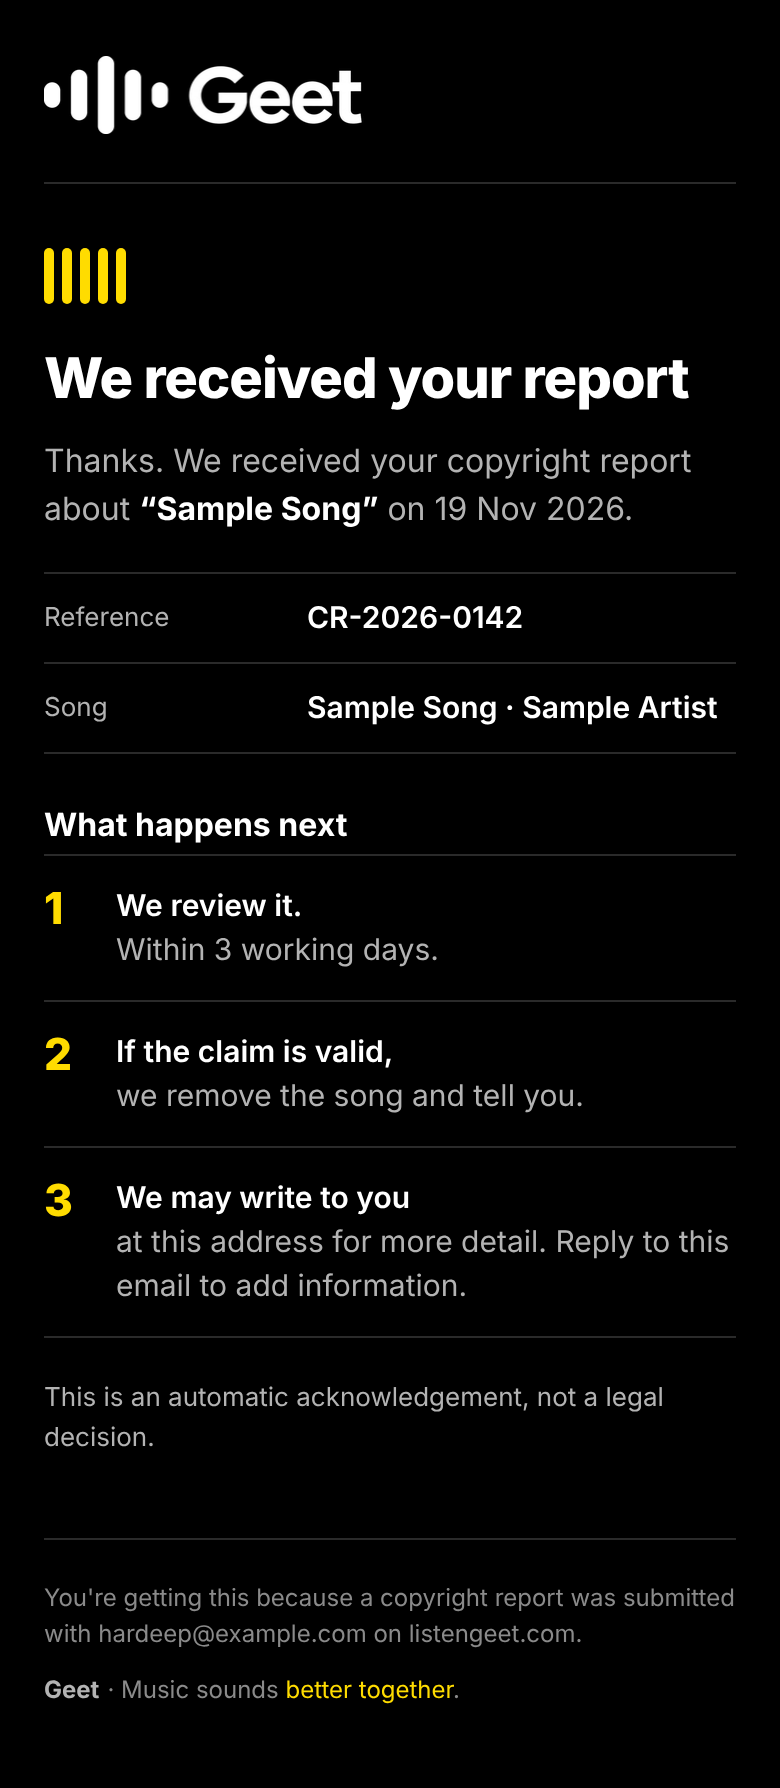 Geet
We received your report
Thanks. We received your copyright report
about “Sample Song” on 19 Nov 2026.
Reference CR-2026-0142
Song Sample Song · Sample Artist
What happens next
1 We review it.
Within 3 working days.
2 If the claim is valid,
we remove the song and tell you.
3 We may write to you
at this address for more detail. Reply to this
email to add information.
This is an automatic acknowledgement, not a legal
decision.
You're getting this because a copyright report was submitted
with hardeep@example.com on listengeet.com.
Geet · Music sounds better together.